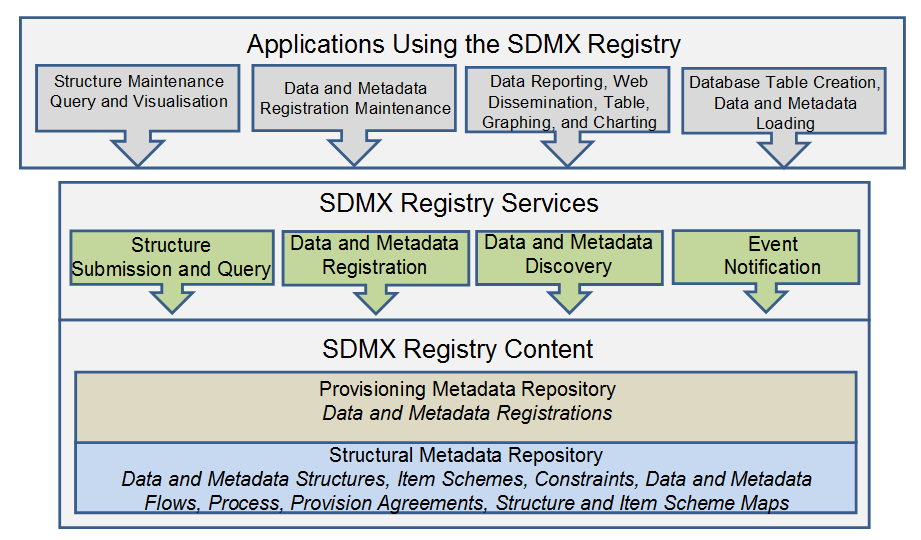 Applications Using the SDMX Registry
Structure Maintenance
Query and Visualisation
Data and Metadata
Registration Maintenance
Data Reporting, Web
Dissemination, Table,
Graphing, and Charting
Database Table Creation,
Data and Metadata
Loading
SDMX Registry Services
Structure
Submission and Query
Data and Metadata
Registration
Data and Metadata
Discovery
Event
Notification
SDMX Registry Content
Provisioning Metadata Repository
Data and Metadata Registrations
Structural Metadata Repository
Data and Metadata Structures, Item Schemes, Constraints, Data and Metadata
Flows, Process, Provision Agreements, Structure and Item Scheme Maps